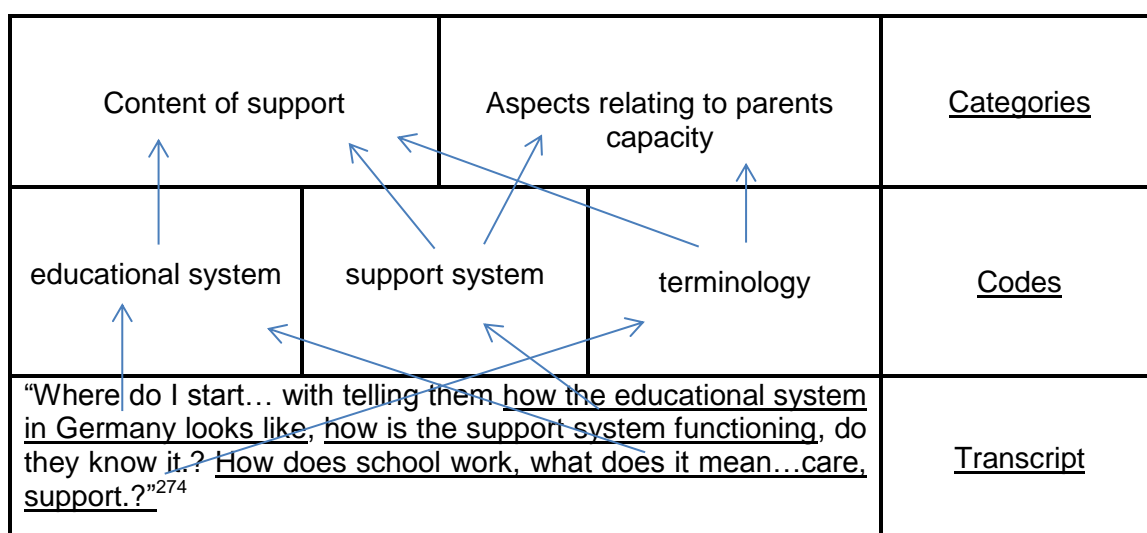 Content of support
Aspects relating to parents
capacity
Categories
educational system
support system
terminology
Codes
“Where do I start… with telling them how the educational system
in Germany looks like, how is the support system functioning, do
they know it.? How does school work, what does it mean…care,
support.?”274
Transcript